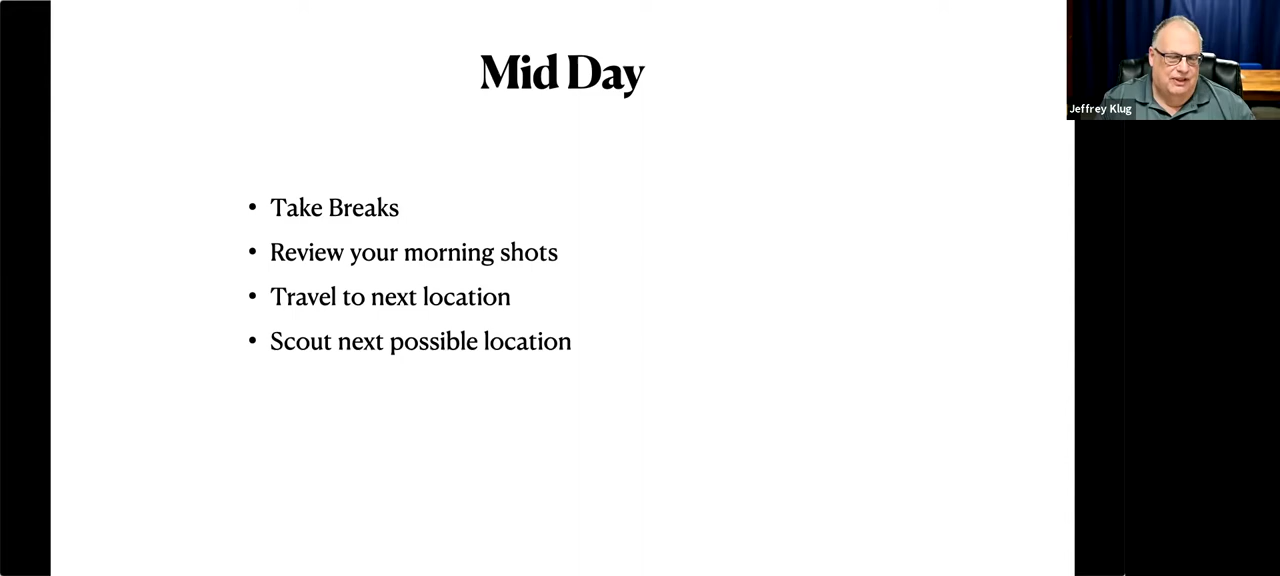 Mid Day
Jeffrey Klug
• Take Breaks
• Review your morning shots
• Travel to next location
• Scout next possible location